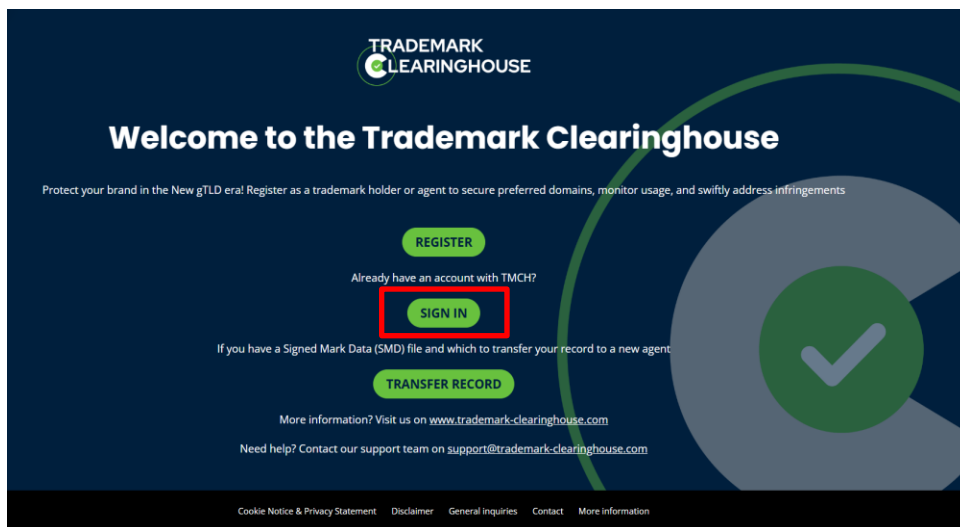 TRADEMARK
CLEARINGHOUSE
Welcome to the Trademark Clearinghouse
Protect your brand in the New gTLD era! Register as a trademark holder or agent to secure preferred domains, monitor usage, and swiftly address infringements
REGISTER
Already have an account with TMCH?
SIGN IN
If you have a Signed Mark Data (SMD) file and which to transfer your record to a new agent
TRANSFER RECORD
More information? Visit us on www.trademark-clearinghouse.com
Need help? Contact our support team on support@trademark-clearinghouse.com
Cookie Notice & Privacy Statement Disclaimer General inquiries Contact More information